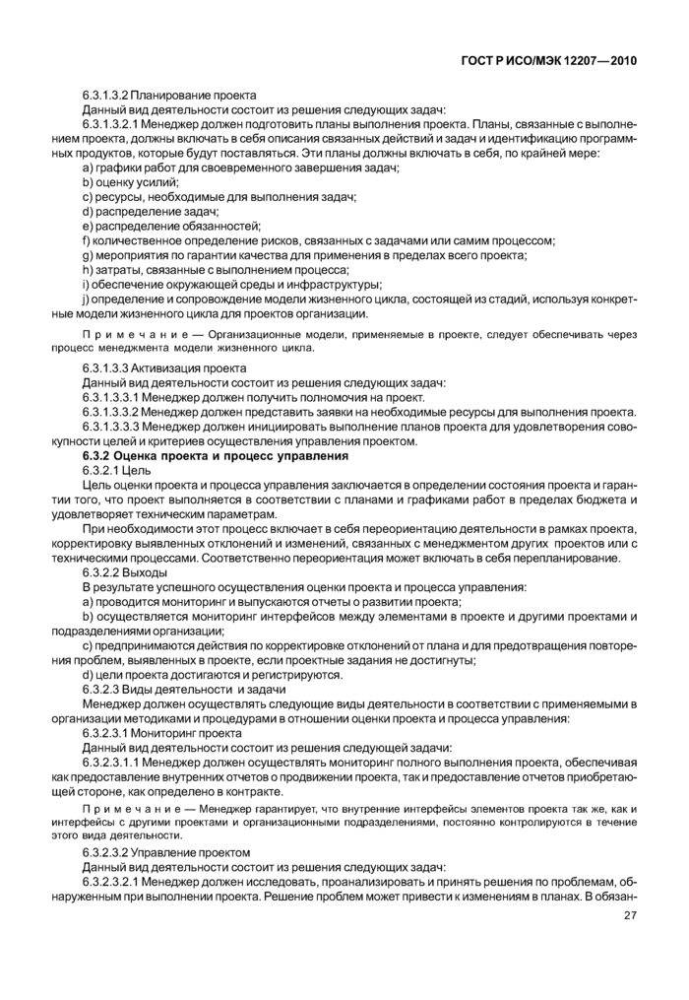 ГОСТ Р ИСО/МЭК 12207—2010
6.3.1.3.2 Планирование проекта
Данный вид деятельности состоит из решения следующих задач:
6.3.1.3.2.1 Менеджер должен подготовить планы выполнения проекта. Планы, связанные с выполне-
нием проекта, должны включать в себя описания связанных действий и задач и идентификацию программ-
ных продуктов, которые будут поставляться. Эти планы должны включать в себя, по крайней мере:
a) графики работ для своевременного завершения задач;
b) оценку усилий;
c) ресурсы, необходимые для выполнения задач;
d) распределение задач;
e) распределение обязанностей;
f) количественное определение рисков, связанных с задачами или самим процессом;
g) мероприятия по гарантии качества для применения в пределах всего проекта;
h) затраты, связанные с выполнением процесса;
i) обеспечение окружающей среды и инфраструктуры;
j) определение и сопровождение модели жизненного цикла, состоящей из стадий, используя конкрет-
ные модели жизненного цикла для проектов организации.
П р и м е ч а н и е — Организационные модели, применяемые в проекте, следует обеспечивать через
процесс менеджмента модели жизненного цикла.
6.3.1.3.3 Активизация проекта
Данный вид деятельности состоит из решения следующих задач:
6.3.1.3.3.1 Менеджер должен получить полномочия на проект.
6.3.1.3.3.2 Менеджер должен представить заявки на необходимые ресурсы для выполнения проекта.
6.3.1.3.3.3 Менеджер должен инициировать выполнение планов проекта для удовлетворения сово-
купности целей и критериев осуществления управления проектом.
6.3.2 Оценка проекта и процесс управления
6.3.2.1 Цель
Цель оценки проекта и процесса управления заключается в определении состояния проекта и гаран-
тии того, что проект выполняется в соответствии с планами и графиками работ в пределах бюджета и
удовлетворяет техническим параметрам.
При необходимости этот процесс включает в себя переориентацию деятельности в рамках проекта,
корректировку выявленных отклонений и изменений, связанных с менеджментом других проектов или с
техническими процессами. Соответственно переориентация может включать в себя перепланирование.
6.3.2.2 Выходы
В результате успешного осуществления оценки проекта и процесса управления:
a) проводится мониторинг и выпускаются отчеты о развитии проекта;
b) осуществляется мониторинг интерфейсов между элементами в проекте и другими проектами и
подразделениями организации;
c) предпринимаются действия по корректировке отклонений от плана и для предотвращения повторе-
ния проблем, выявленных в проекте, если проектные задания не достигнуты;
d) цели проекта достигаются и регистрируются.
6.3.2.3 Виды деятельности и задачи
Менеджер должен осуществлять следующие виды деятельности в соответствии с применяемыми в
организации методиками и процедурами в отношении оценки проекта и процесса управления:
6.3.2.3.1 Мониторинг проекта
Данный вид деятельности состоит из решения следующей задачи:
6.3.2.3.1.1 Менеджер должен осуществлять мониторинг полного выполнения проекта, обеспечивая
как предоставление внутренних отчетов о продвижении проекта, так и предоставление отчетов приобретаю-
щей стороне, как определено в контракте.
П р и м е ч а н и е — Менеджер гарантирует, что внутренние интерфейсы элементов проекта так же, как и
интерфейсы с другими проектами и организационными подразделениями, постоянно контролируются в течение
этого вида деятельности.
6.3.2.3.2 Управление проектом
Данный вид деятельности состоит из решения следующих задач:
6.3.2.3.2.1 Менеджер должен исследовать, проанализировать и принять решения по проблемам, об-
наруженным при выполнении проекта. Решение проблем может привести к изменениям в планах. В обязан-
27